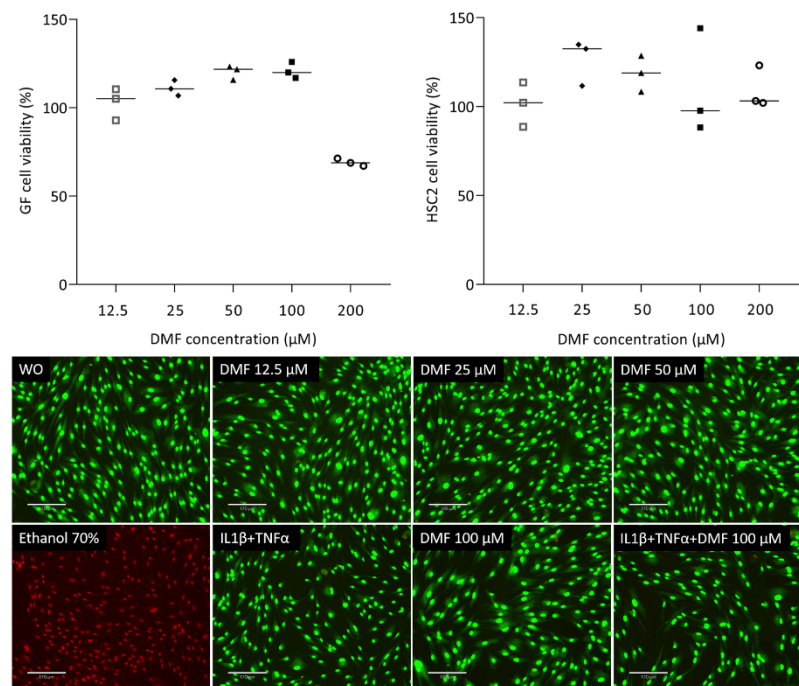 GF cell viability (%)
150
100
50
0
12.5 25 50 100 200
DMF concentration (µM)
HSC2 cell viability (%)
150
100
50
0
12.5 25 50 100 200
DMF concentration (µM)
WO
DMF 12.5 µM
DMF 25 µM
DMF 50 µM
Ethanol 70%
IL1β+TNFα
DMF 100 µM
IL1β+TNFα+DMF 100 µM